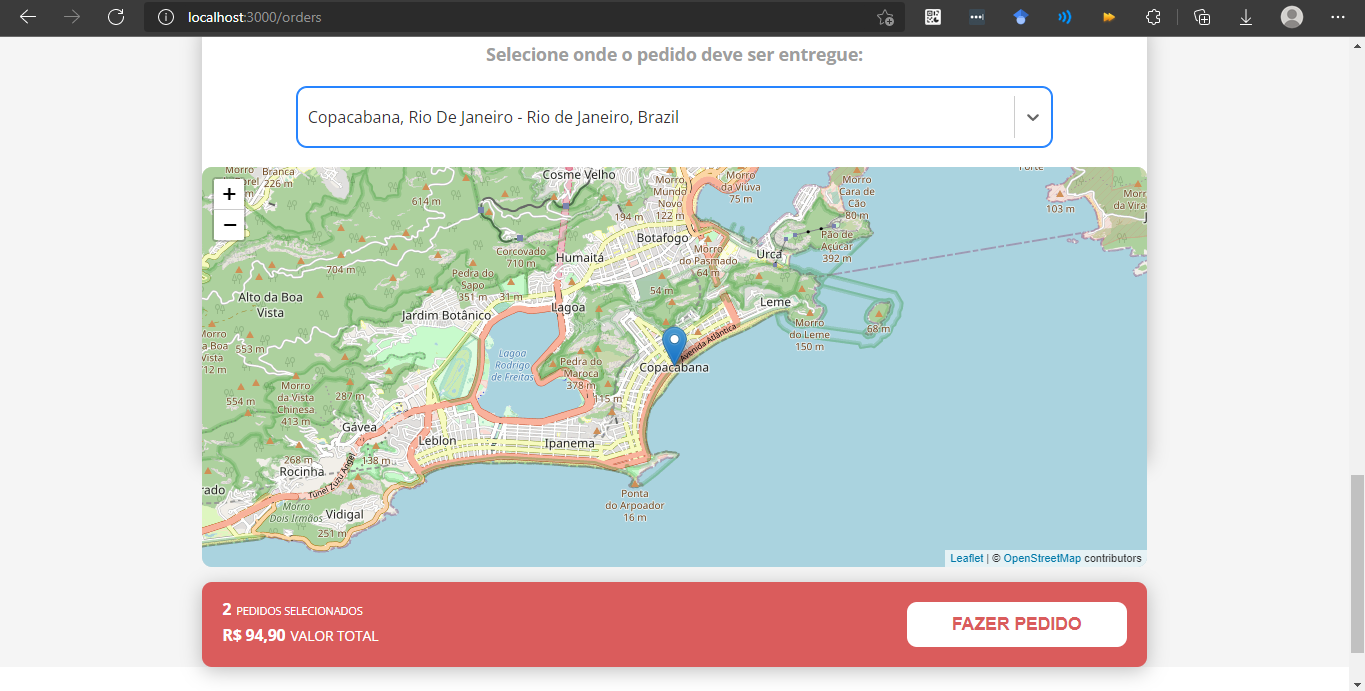 localhost:3000/orders
Selecione onde o pedido deve ser entregue:
Copacabana, Rio De Janeiro - Rio de Janeiro, Brazil
+
−
Morro
Branca
226 m
614 m
Cosme Velho
Morro
Mundo
Novo
122 m
194 m
Morro
da Viúva
75 m
Morro
Cara de
Cão
80 m
103 m
Morro
da Vira
Botafogo
Pão de
Açúcar
392 m
Corcovado
710 m
Humaitá
Morro
do Pasmado
64 m
Urca
704 m
Pedra do
Sapo
351 m
31 m
54 m
Alto da Boa
Vista
Jardim Botânico
Lagoa
Leme
Morro
do Leme
150 m
68 m
Morro
a Boa
Vista
12 m
553 m
Avenida Atlântica
Lagoa
Rodrigo
de Freitas
Pedra do
Maroca
378 m
Copacabana
554 m
Morro
da Vista
Chinesa
413 m
287 m
115 m
Gávea
Leblon
Ipanema
268 m
138 m
Rocinha
Túnel Zuzu Angel
rado
Morro
Dois Irmãos
Vidigal
251 m
Ponta
do Arpoador
16 m
Leaflet | © OpenStreetMap contributors
2 PEDIDOS SELECIONADOS
R$ 94,90 VALOR TOTAL
FAZER PEDIDO